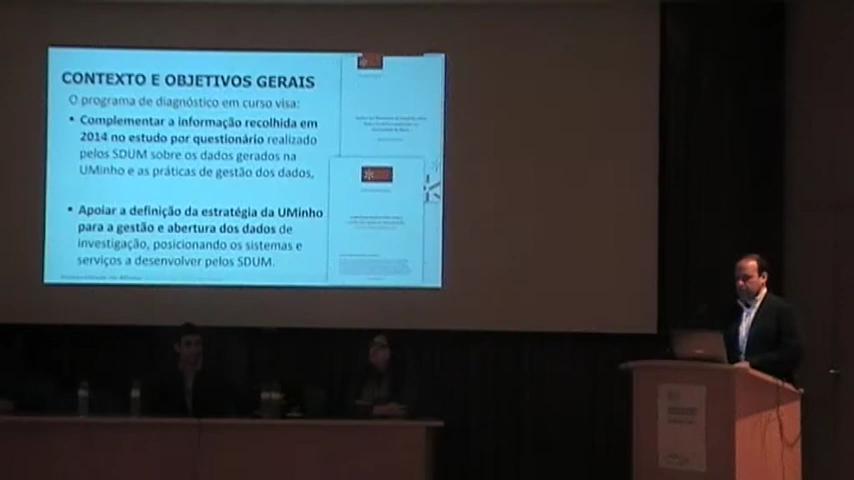 CONTEXTO E OBJETIVOS GERAIS
O programa de diagnóstico em curso visa:
• Complementar a informação recolhida em
2014 no estudo por questionário realizado
pelos SDUM sobre os dados gerados na
UMinho e as práticas de gestão dos dados,
• Apoiar a definição da estratégia da UMinho
para a gestão e abertura dos dados de
investigação, posicionando os sistemas e
serviços a desenvolver pelos SDUM.